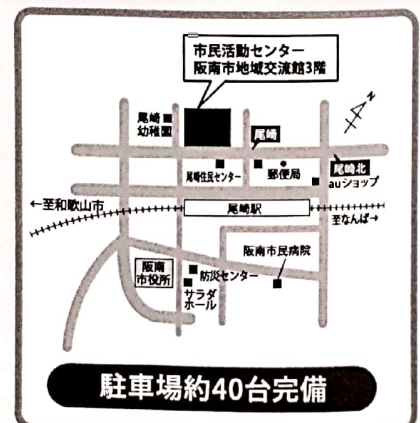 市民活動センター
阪南市地域交流館3階
N
尾崎
幼稚園
尾崎
尾崎住民センター
郵便局
尾崎北
auショップ
←至和歌山市
尾崎駅
至なんば→
阪南市民病院
阪南
市役所
防災センター
サラダ
ホール
駐車場約40台完備